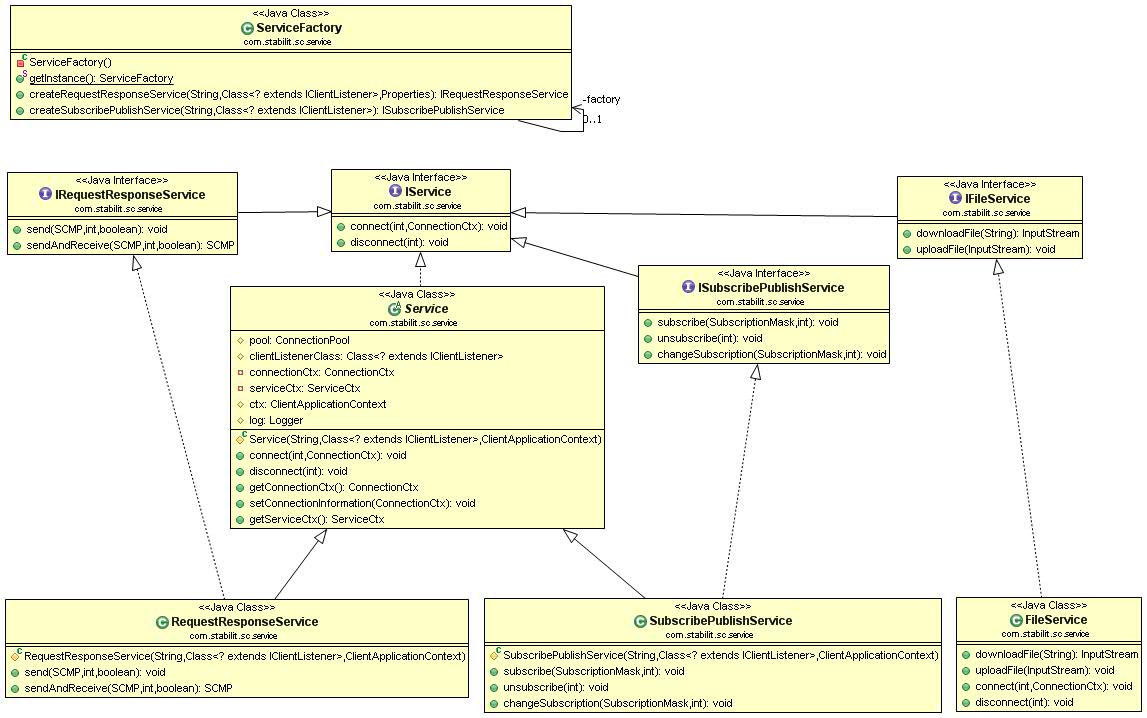 <<Java Class>>
ServiceFactory
com.stabilit.sc.service
ServiceFactory()
getInstance(): ServiceFactory
createRequestResponseService(String,Class<? extends IClientListener>,Properties): IRequestResponseService
createSubscribePublishService(String,Class<? extends IClientListener>): ISubscribePublishService
-factory
0..1
<<Java Interface>>
IRequestResponseService
com.stabilit.sc.service
send(SCMP,int,boolean): void
sendAndReceive(SCMP,int,boolean): SCMP
<<Java Interface>>
IService
com.stabilit.sc.service
connect(int,ConnectionCtx): void
disconnect(int): void
<<Java Interface>>
IFileService
com.stabilit.sc.service
downloadFile(String): InputStream
uploadFile(InputStream): void
<<Java Interface>>
ISubscribePublishService
com.stabilit.sc.service
subscribe(SubscriptionMask,int): void
unsubscribe(int): void
changeSubscription(SubscriptionMask,int): void
<<Java Class>>
Service
com.stabilit.sc.service
pool: ConnectionPool
clientListenerClass: Class<? extends IClientListener>
connectionCtx: ConnectionCtx
serviceCtx: ServiceCtx
ctx: ClientApplicationContext
log: Logger
Service(String,Class<? extends IClientListener>,ClientApplicationContext)
connect(int,ConnectionCtx): void
disconnect(int): void
getConnectionCtx(): ConnectionCtx
setConnectionInformation(ConnectionCtx): void
getServiceCtx(): ServiceCtx
<<Java Class>>
RequestResponseService
com.stabilit.sc.service
RequestResponseService(String,Class<? extends IClientListener>,ClientApplicationContext)
send(SCMP,int,boolean): void
sendAndReceive(SCMP,int,boolean): SCMP
<<Java Class>>
SubscribePublishService
com.stabilit.sc.service
SubscribePublishService(String,Class<? extends IClientListener>,ClientApplicationContext)
subscribe(SubscriptionMask,int): void
unsubscribe(int): void
changeSubscription(SubscriptionMask,int): void
<<Java Class>>
FileService
com.stabilit.sc.service
downloadFile(String): InputStream
uploadFile(InputStream): void
connect(int,ConnectionCtx): void
disconnect(int): void